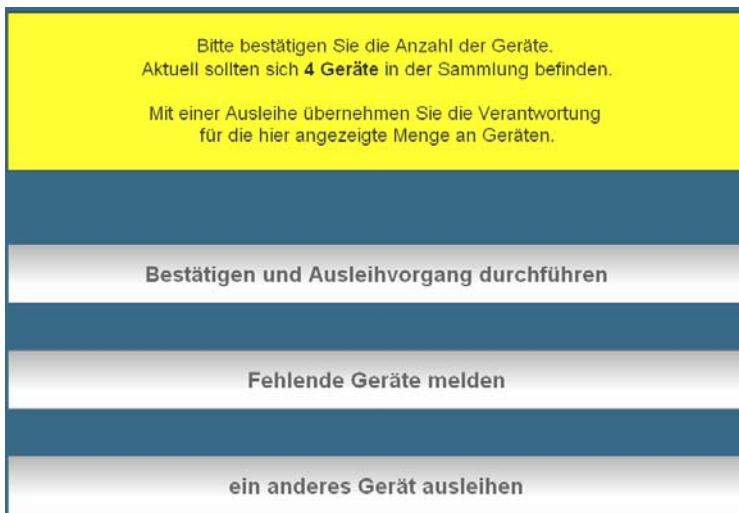 Bitte bestätigen Sie die Anzahl der Geräte.
Aktuell sollten sich 4 Geräte in der Sammlung befinden.
Mit einer Ausleihe übernehmen Sie die Verantwortung
für die hier angezeigte Menge an Geräten.
Bestätigen und Ausleihvorgang durchführen
Fehlende Geräte melden
ein anderes Gerät ausleihen